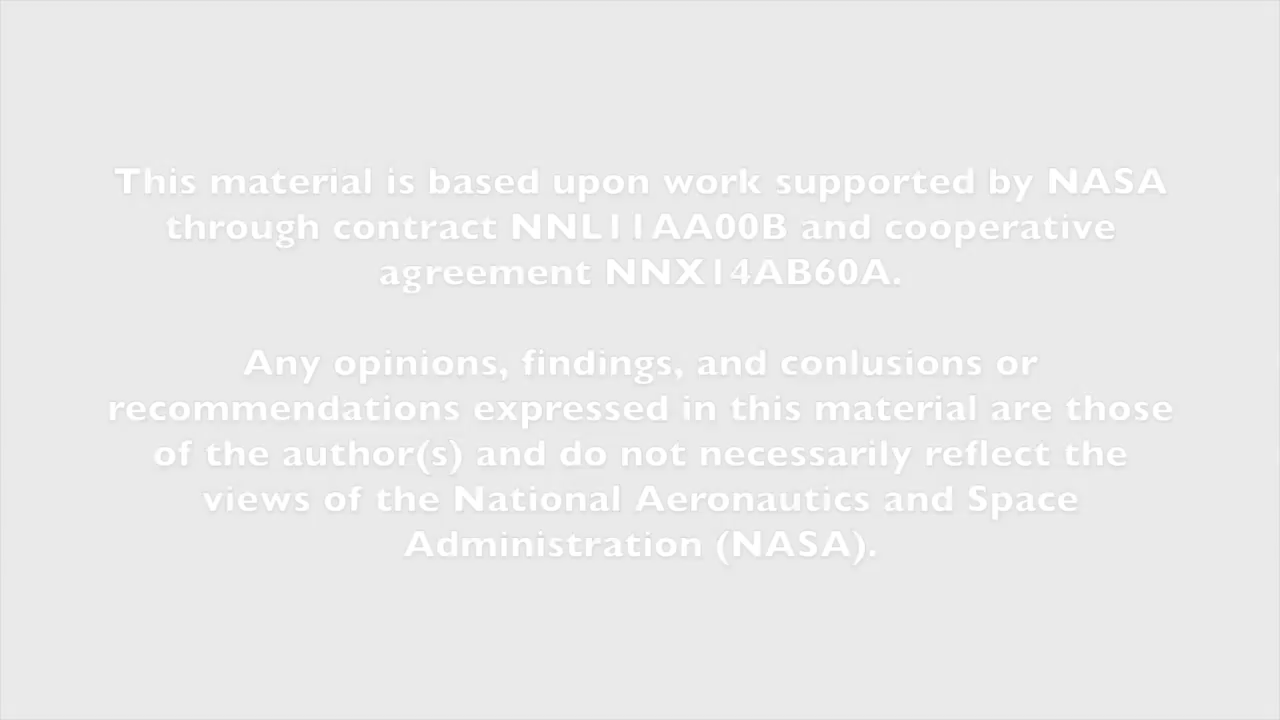 This material is based upon work supported by NASA
through contract NNL11AA00B and cooperative
agreement NNX14AB60A.
Any opinions, findings, and conlusions or
recommendations expressed in this material are those
of the author(s) and do not necessarily reflect the
views of the National Aeronautics and Space
Administration (NASA).